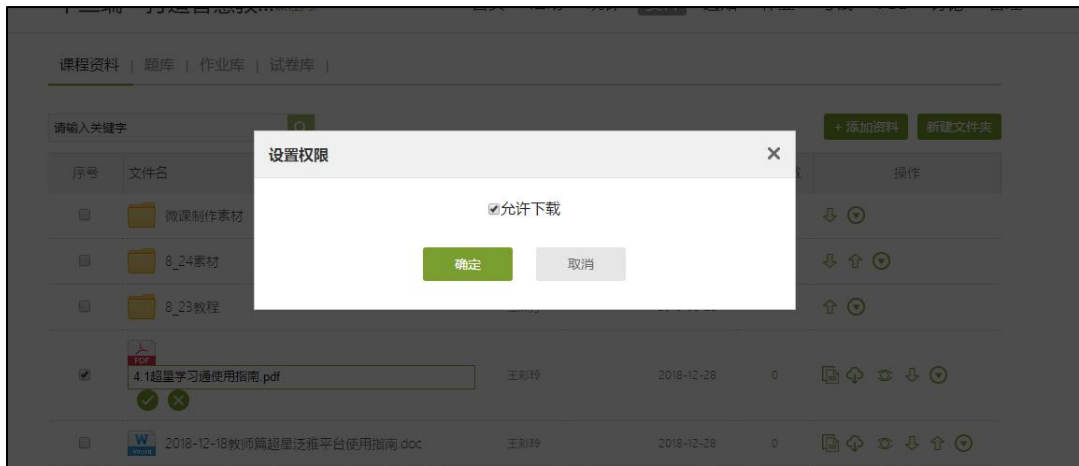 课程资料 | 题库 | 作业库 | 试卷库 |
请输入关键字
+ 添加资料 新建文件夹
设置权限 ×
序号 文件名 操作
允许下载
微课制作素材
确定 取消
8_24素材
8_23教程
PDF
4.1超星学习通使用指南.pdf 2018-12-28 0
W 2018-12-18教师篇超星泛雅平台使用指南.doc 2018-12-28 0